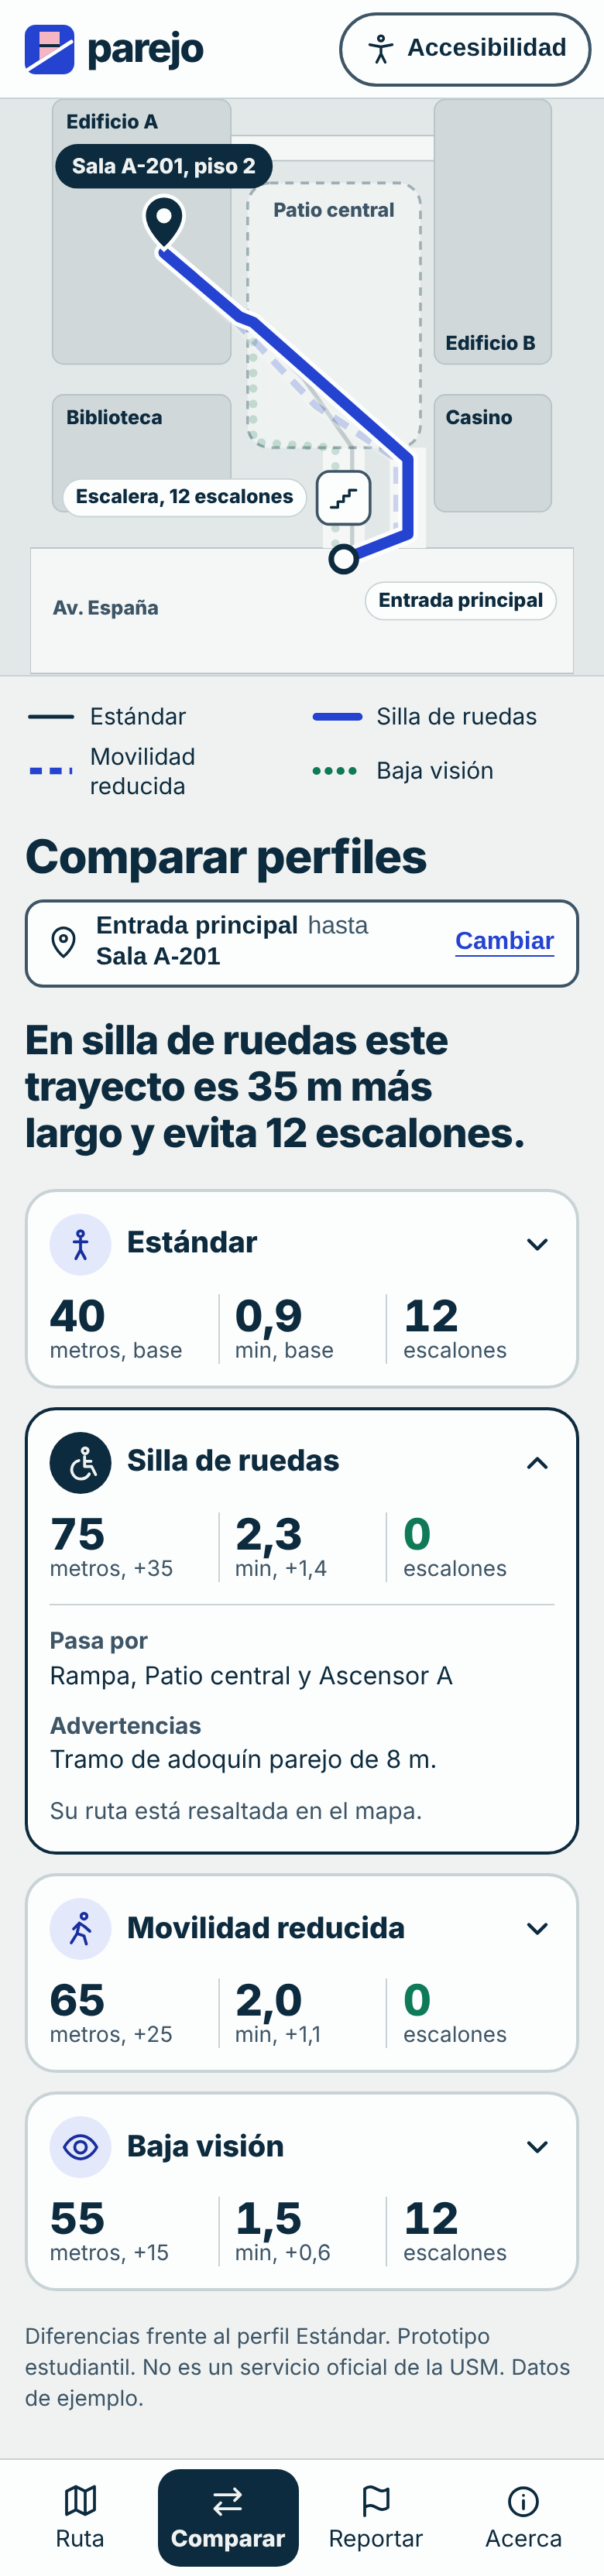 parejo
Accesibilidad
Edificio A
Sala A-201, piso 2
Patio central
Edificio B
Biblioteca
Casino
Escalera, 12 escalones
Entrada principal
Av. España
Estándar
Silla de ruedas
Movilidad
reducida
Baja visión
Comparar perfiles
Entrada principal hasta
Sala A-201
Cambiar
En silla de ruedas este
trayecto es 35 m más
largo y evita 12 escalones.
Estándar
40
metros, base
0,9
min, base
12
escalones
Silla de ruedas
75
metros, +35
2,3
min, +1,4
0
escalones
Pasa por
Rampa, Patio central y Ascensor A
Advertencias
Tramo de adoquín parejo de 8 m.
Su ruta está resaltada en el mapa.
Movilidad reducida
65
metros, +25
2,0
min, +1,1
0
escalones
Baja visión
55
metros, +15
1,5
min, +0,6
12
escalones
Diferencias frente al perfil Estándar. Prototipo
estudiantil. No es un servicio oficial de la USM. Datos
de ejemplo.
Ruta
Comparar
Reportar
Acerca